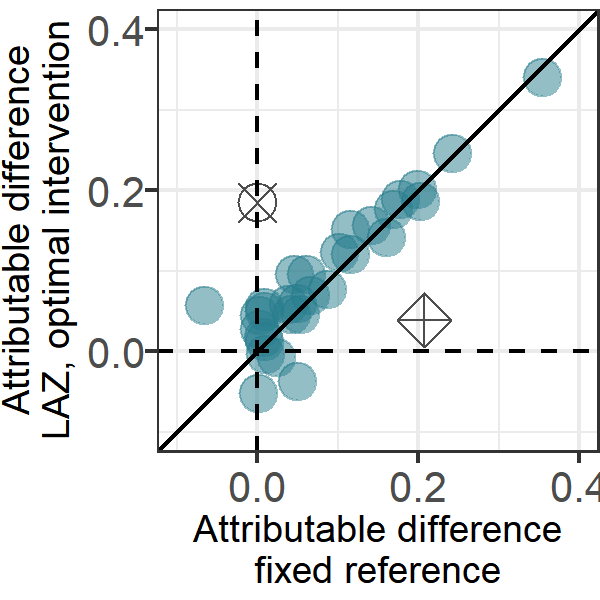 Attributable difference
LAZ, optimal intervention
0.4
0.2
0.0
0.0 0.2 0.4
Attributable difference
fixed reference